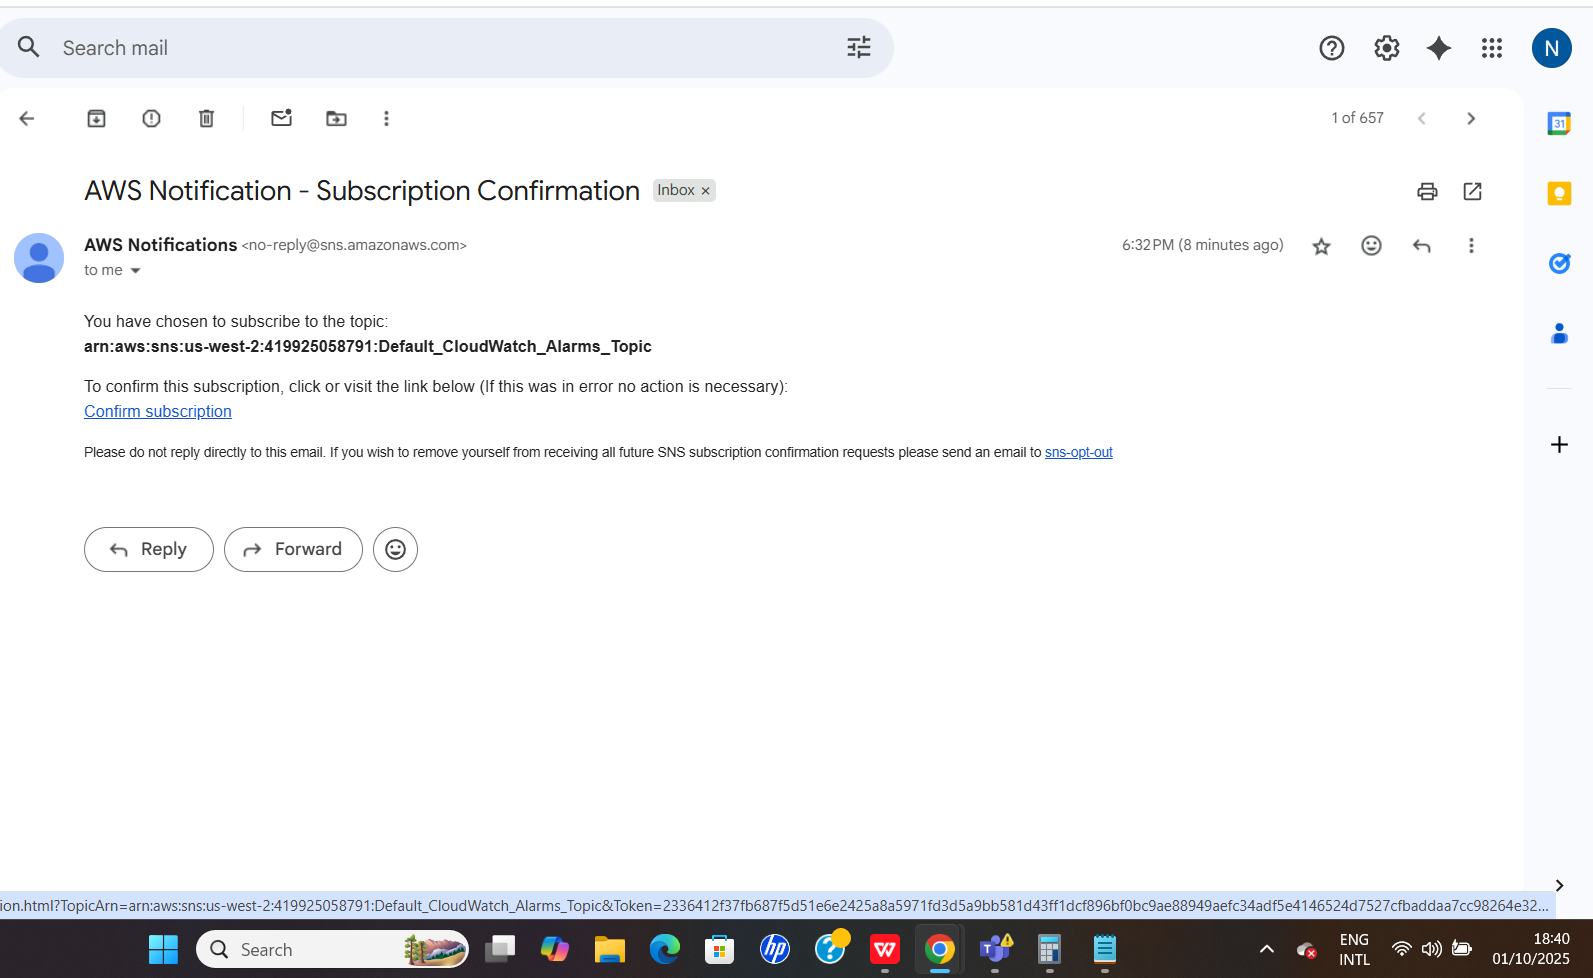 Search mail
N
1 of 657
31
AWS Notification - Subscription Confirmation Inbox ×
AWS Notifications <no-reply@sns.amazonaws.com> 6:32 PM (8 minutes ago)
to me
You have chosen to subscribe to the topic:
arn:aws:sns:us-west-2:419925058791:Default_CloudWatch_Alarms_Topic
To confirm this subscription, click or visit the link below (If this was in error no action is necessary):
Confirm subscription
Please do not reply directly to this email. If you wish to remove yourself from receiving all future SNS subscription confirmation requests please send an email to sns-opt-out
Reply Forward
ion.html?TopicArn=arn:aws:sns:us-west-2:419925058791:Default_CloudWatch_Alarms_Topic&Token=2336412f37fb687f5d51e6e2425a8a5971fd3d5a9bb581d43ff1dcf896bf0bc9ae88949aefc34adf5e4146524d7527cfbaddaa7cc98264e32...
Search hp ? W T ENG 18:40
INTL 01/10/2025